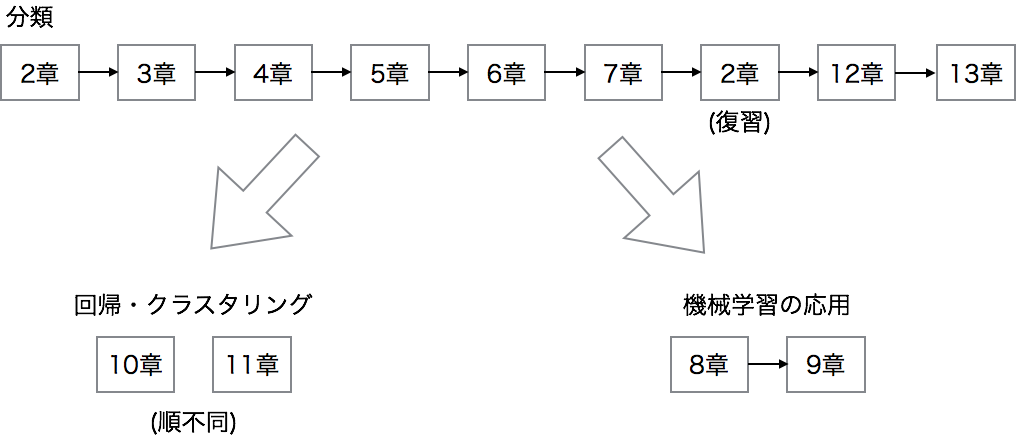 分類
2章 3章 4章 5章 6章 7章 2章 12章 13章
(復習)
回帰・クラスタリング 機械学習の応用
10章 11章 8章 9章
(順不同)